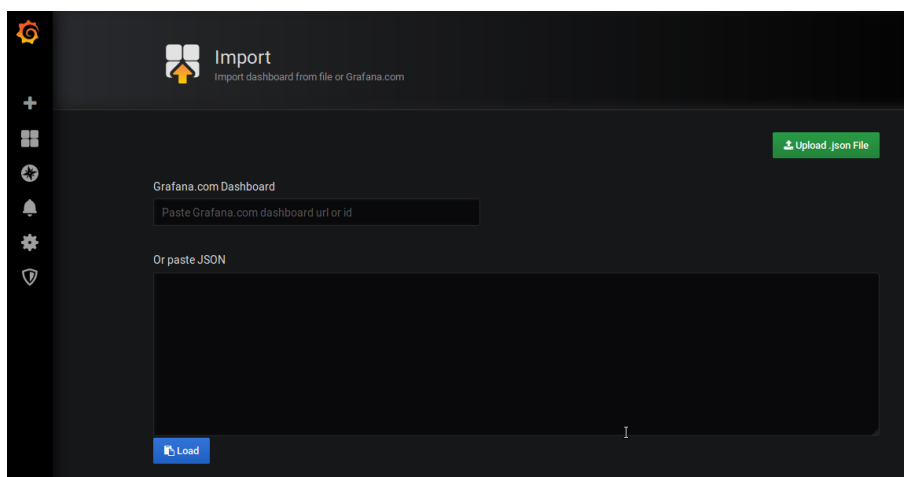 Import
Import dashboard from file or Grafana.com
Upload .json File
Grafana.com Dashboard
Paste Grafana.com dashboard url or id
Or paste JSON
Load